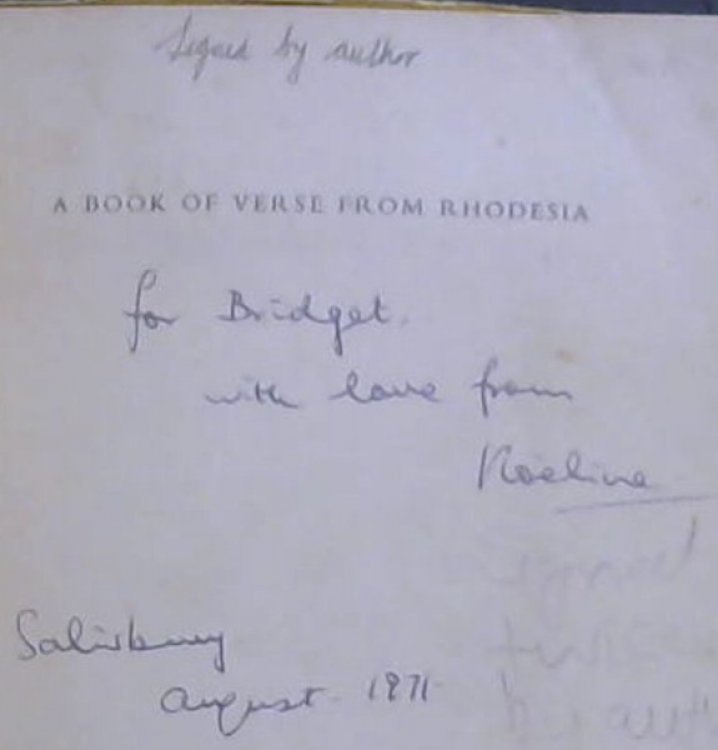 Signed by author
A BOOK OF VERSE FROM RHODESIA
for Bridget.
with love from
Noeline
Salisbury
August 1971